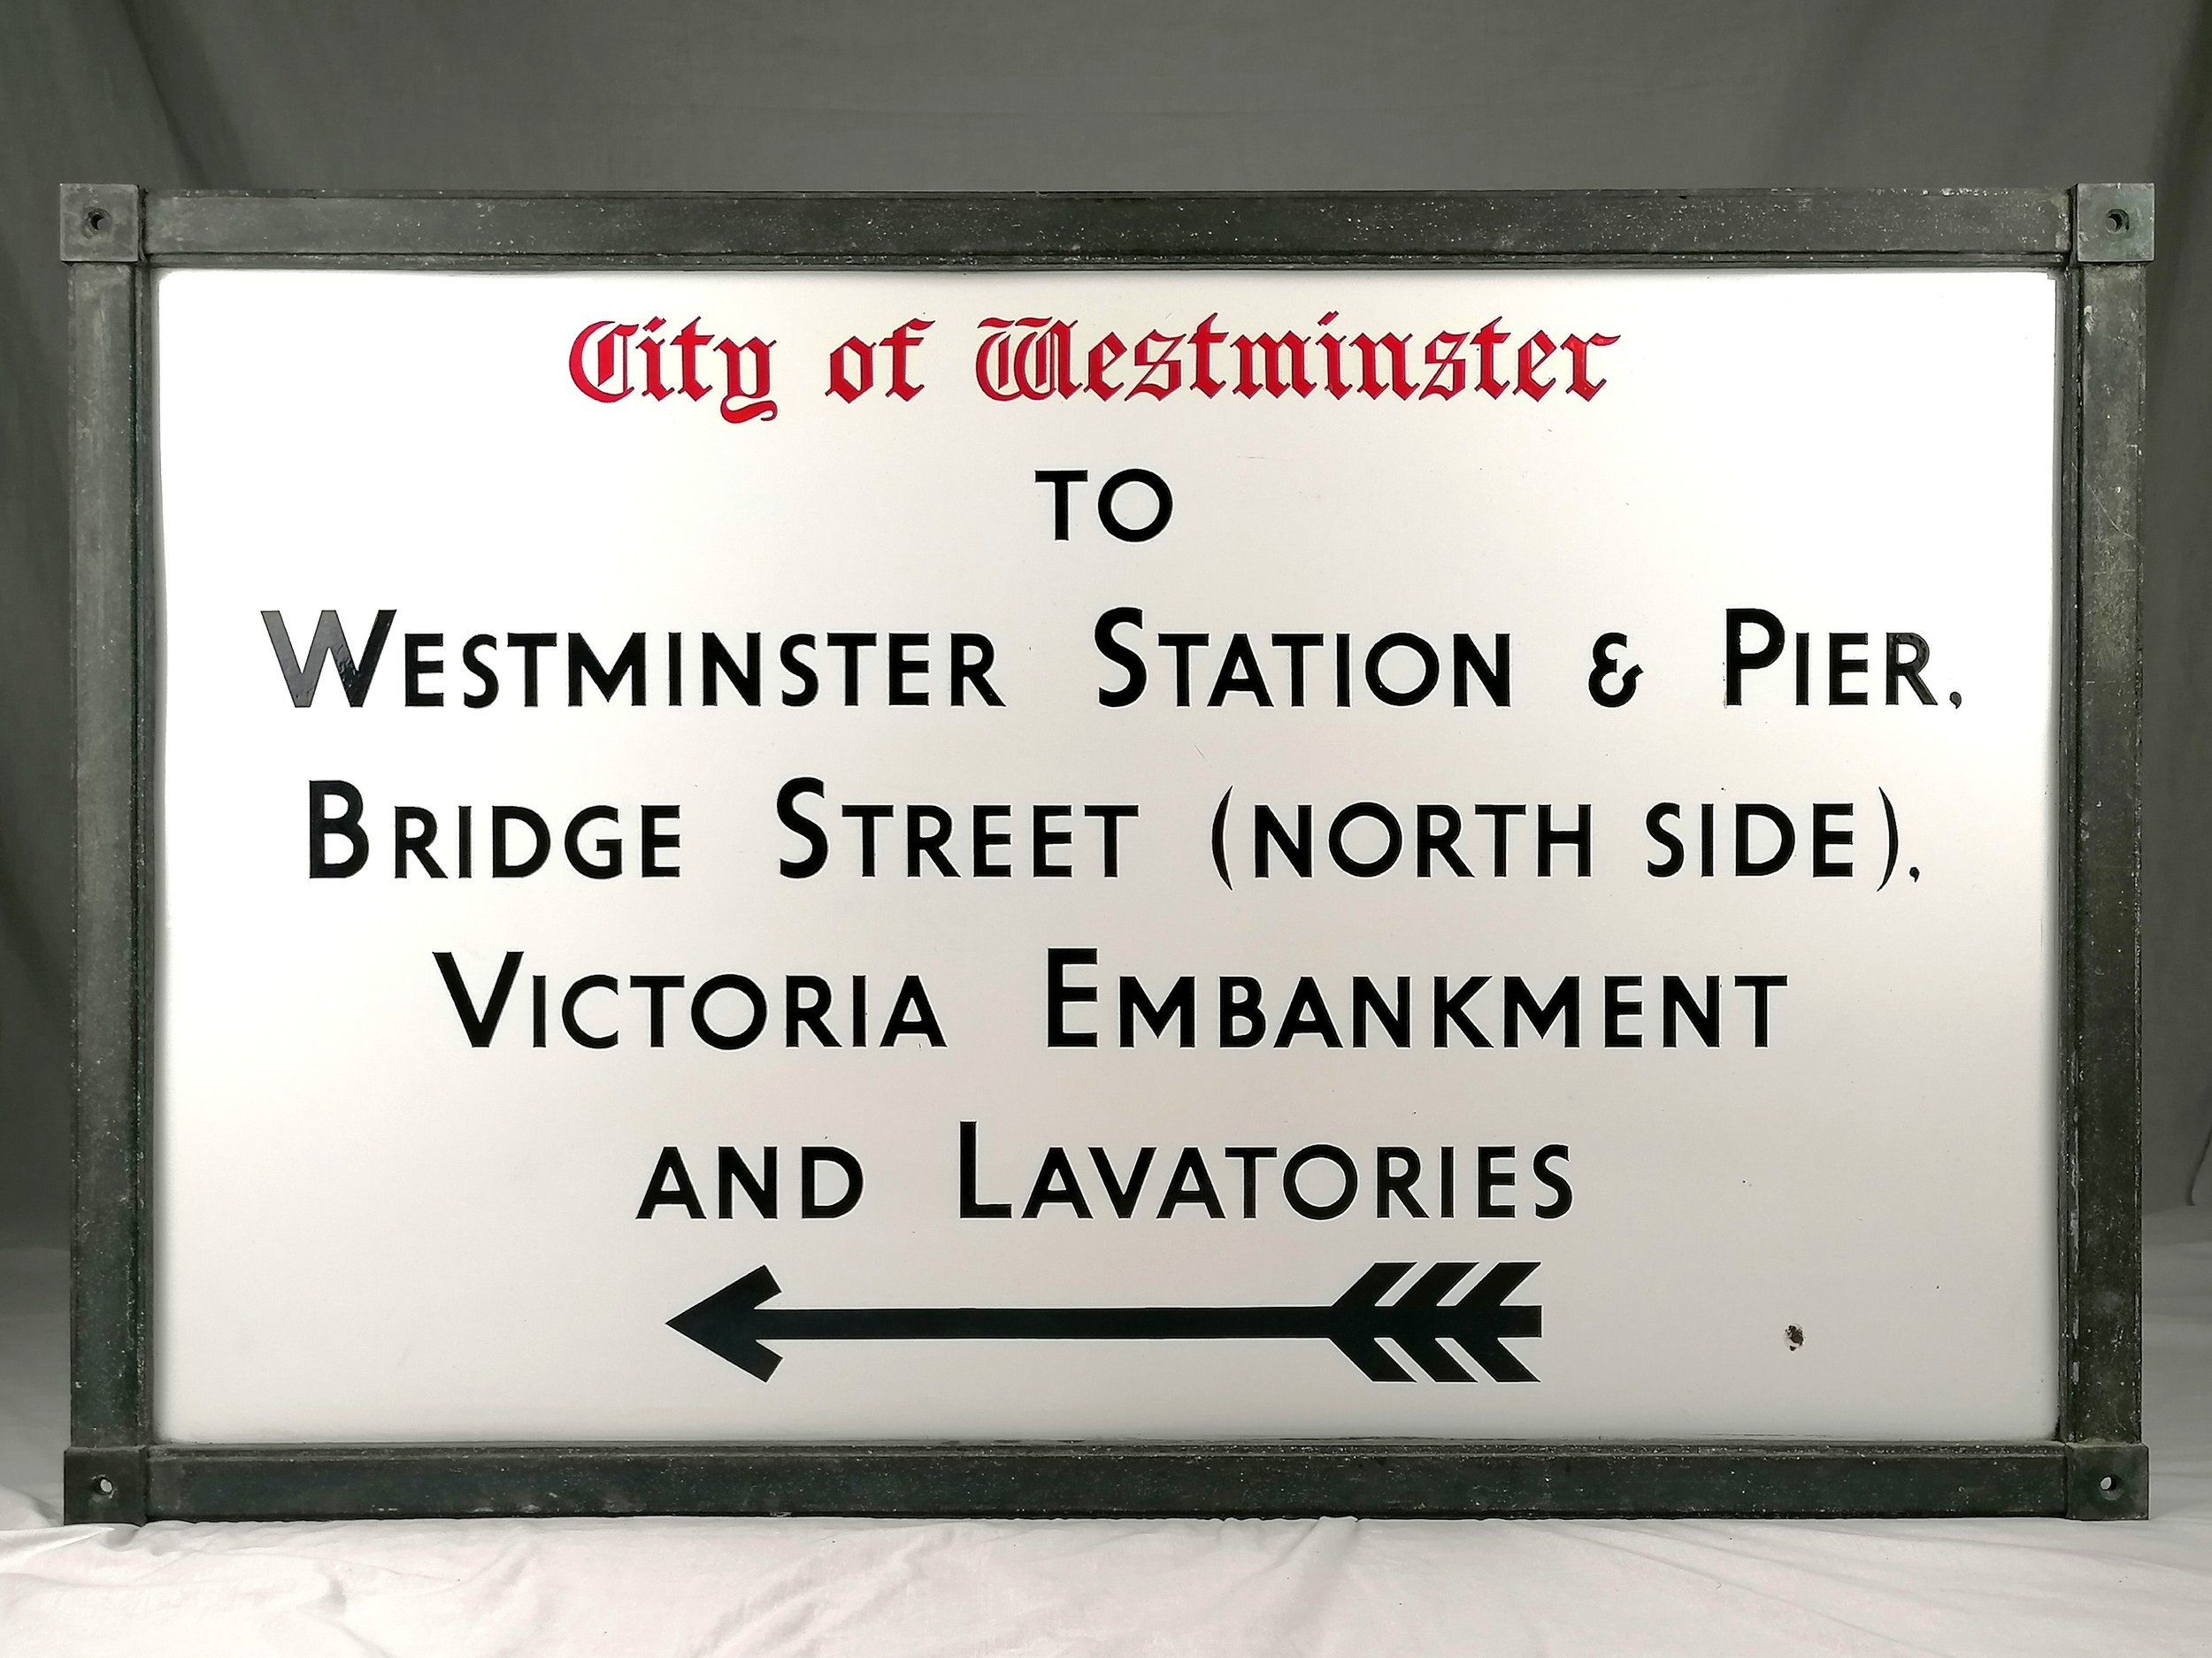 City of Westminster
TO
WESTMINSTER STATION & PIER,
BRIDGE STREET (NORTH SIDE),
VICTORIA EMBANKMENT
AND LAVATORIES